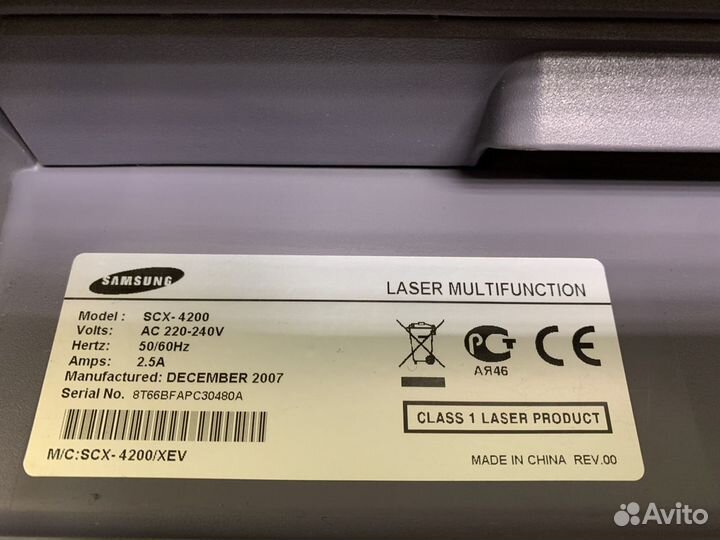 SAMSUNG
LASER MULTIFUNCTION
Model : SCX-4200
Volts: AC 220-240V
Hertz: 50/60Hz
Amps: 2.5A
Manufactured: DECEMBER 2007
Serial No. 8T66BFAPC30480A
M/C:SCX-4200/XEV
РСТ
АЯ46
CE
CLASS 1 LASER PRODUCT
MADE IN CHINA REV.00
Avito